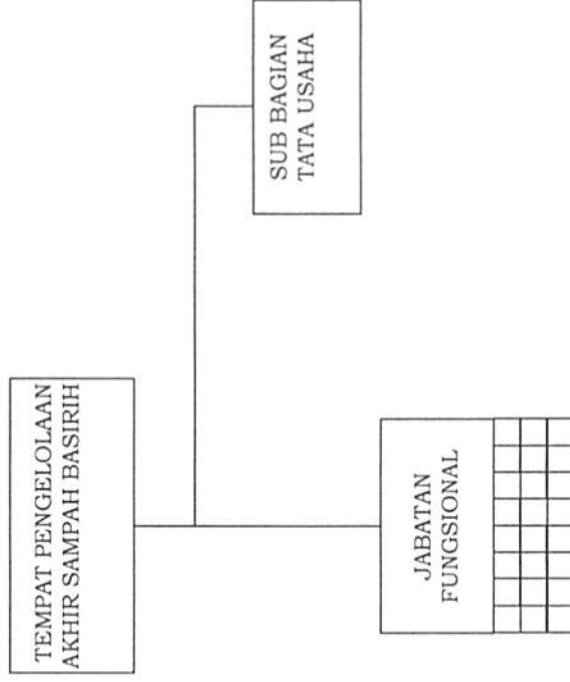 TEMPAT PENGELOLAAN
AKHIR SAMPAH BASIRIH
SUB BAGIAN
TATA USAHA
JABATAN
FUNGSIONAL